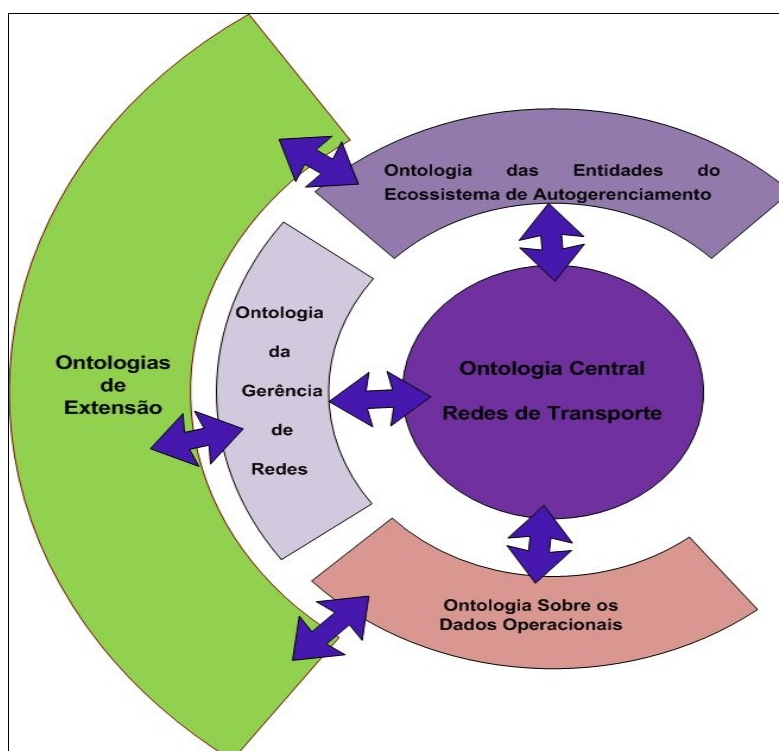 Ontologia das Entidades do
Ecossistema de Autogerenciamento
Ontologia
da
Gerência
de
Redes
Ontologias
de
Extensão
Ontologia Central
Redes de Transporte
Ontologia Sobre os
Dados Operacionais